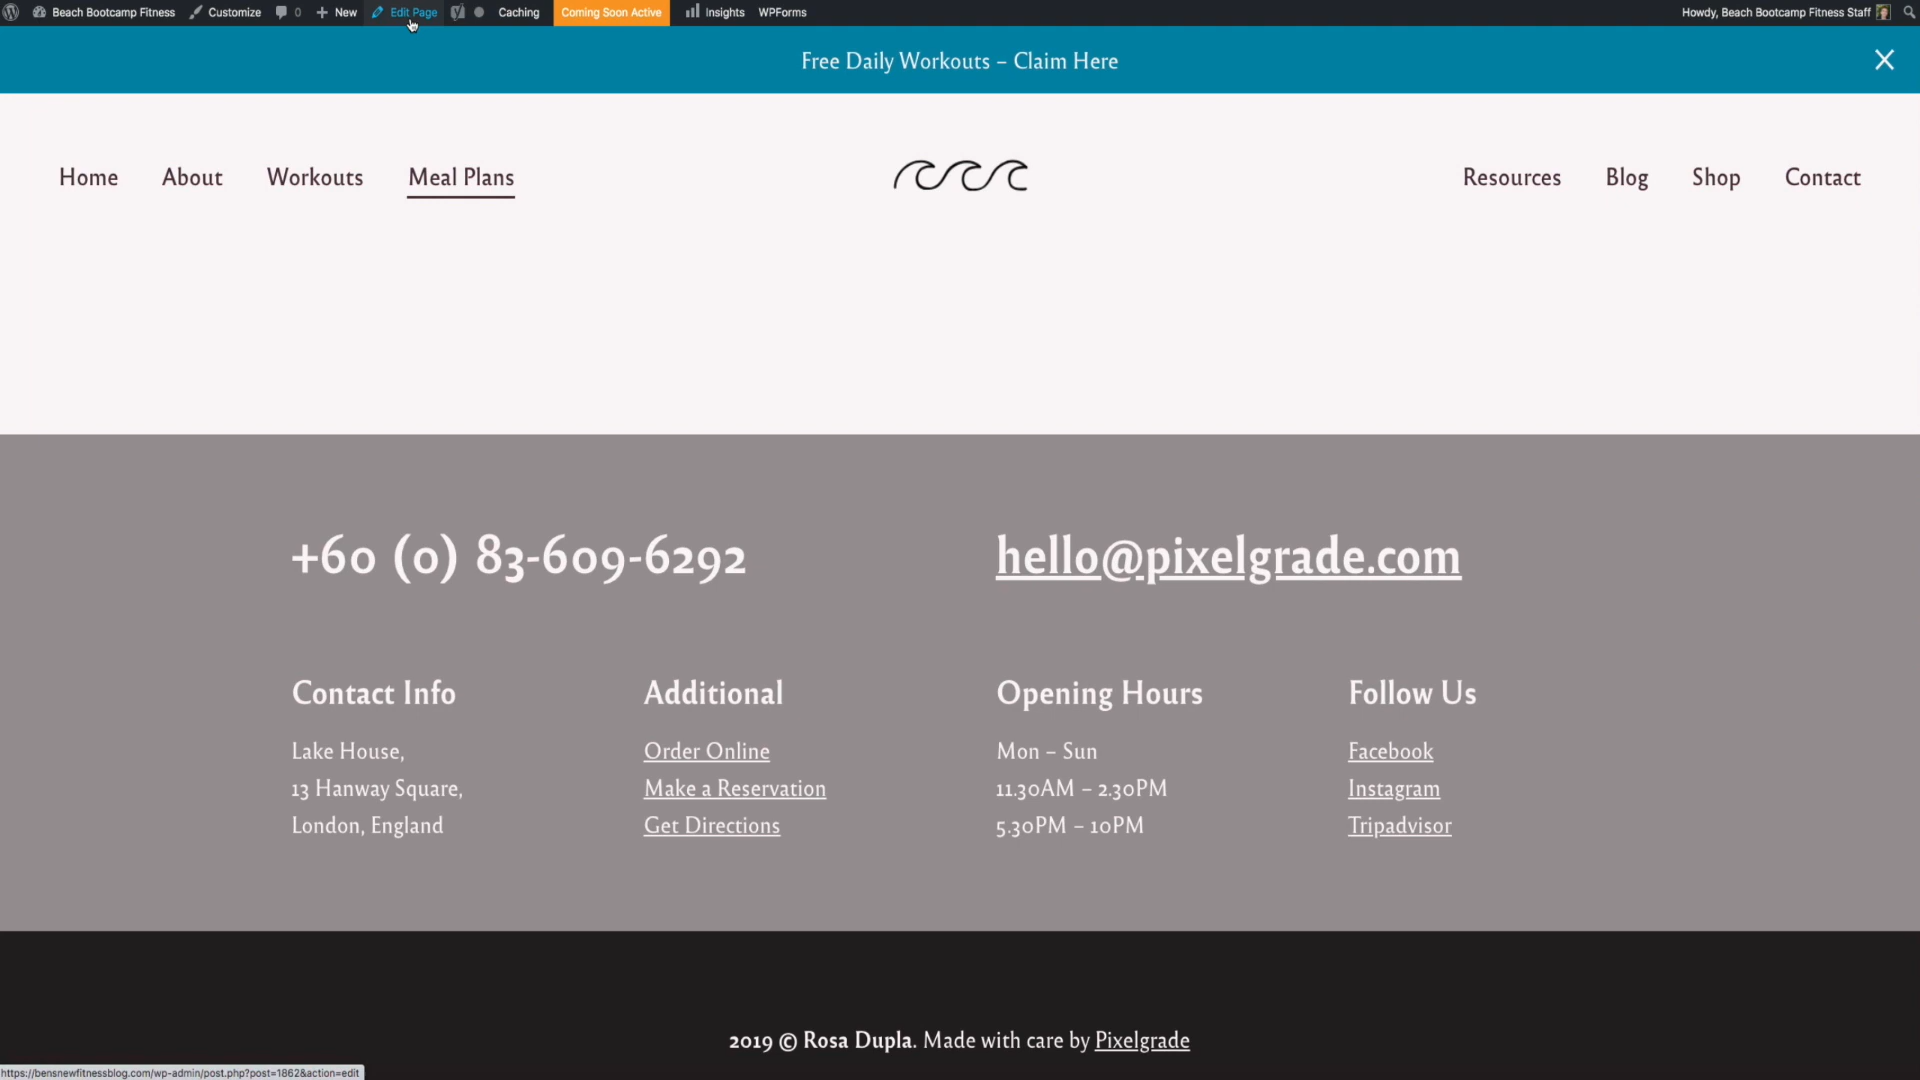 Beach Bootcamp Fitness Customize 0 New Edit Page Caching Coming Soon Active Insights WPForms Howdy, Beach Bootcamp Fitness Staff
Free Daily Workouts – Claim Here
Home About Workouts Meal Plans Resources Blog Shop Contact
+60 (0) 83-609-6292
hello@pixelgrade.com
Contact Info
Lake House,
13 Hanway Square,
London, England
Additional
Order Online
Make a Reservation
Get Directions
Opening Hours
Mon – Sun
11.30AM – 2.30PM
5.30PM – 10PM
Follow Us
Facebook
Instagram
Tripadvisor
2019 © Rosa Dupla. Made with care by Pixelgrade
https://bensnewfitnessblog.com/wp-admin/post.php?post=1862&action=edit